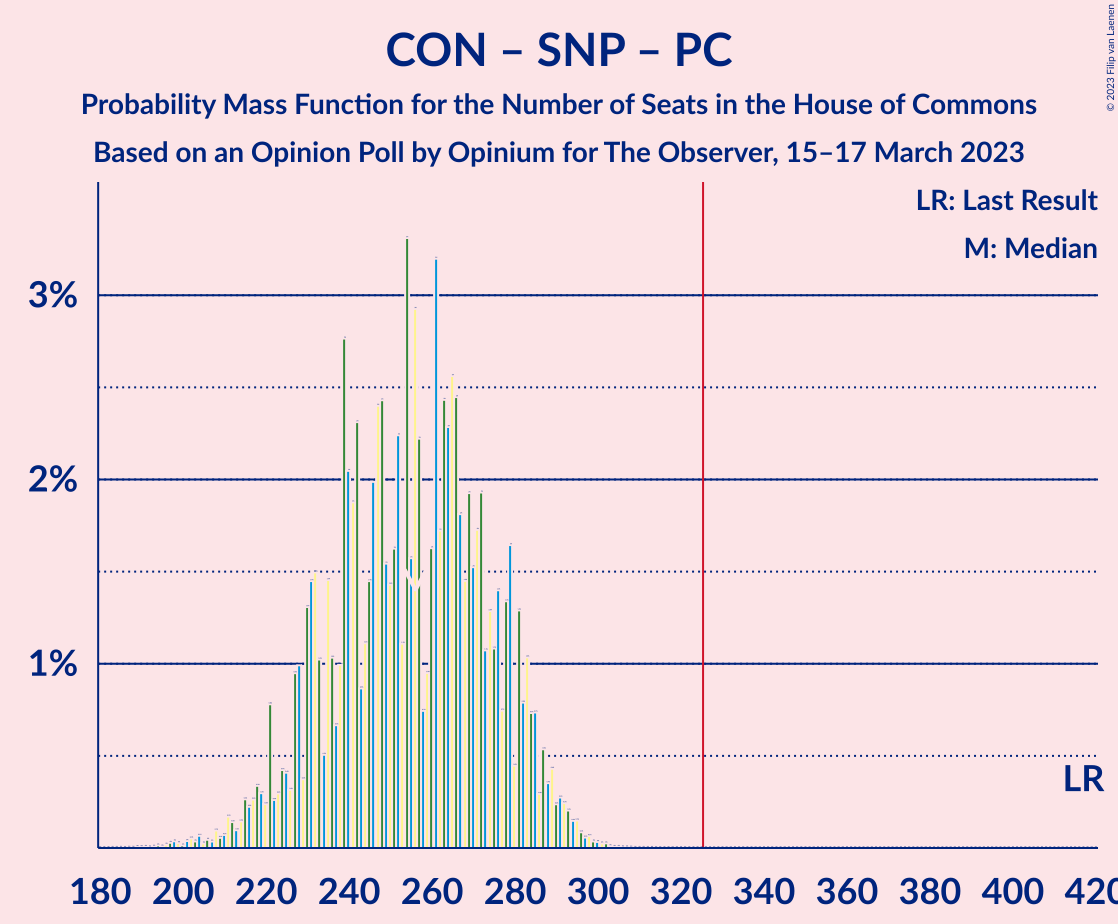 CON – SNP – PC
Probability Mass Function for the Number of Seats in the House of Commons
Based on an Opinion Poll by Opinium for The Observer, 15–17 March 2023
© 2023 Filip van Laenen
LR: Last Result
M: Median
3%
2%
1%
M
LR
180 200 220 240 260 280 300 320 340 360 380 400 420